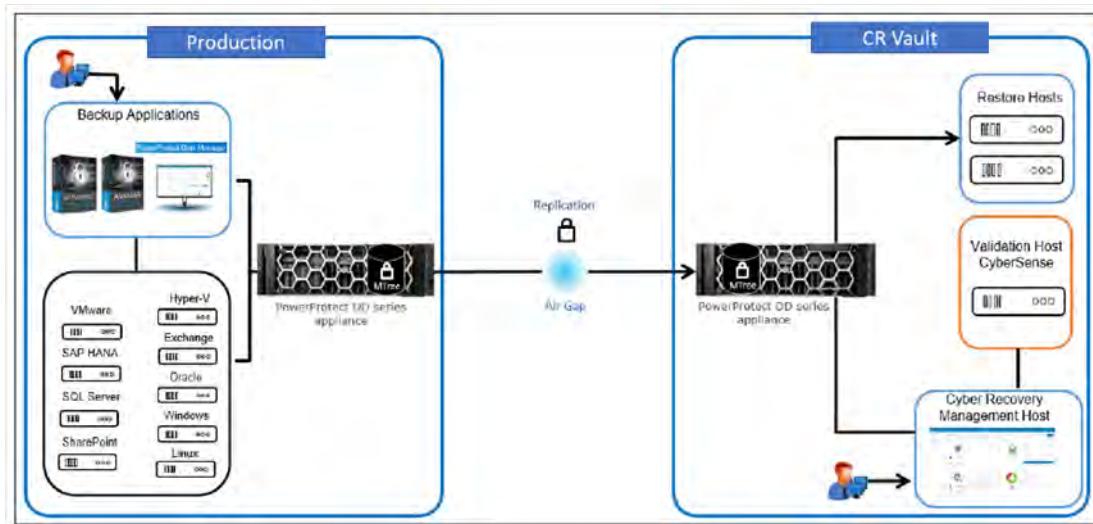 Production
CR Vault
Backup Applications
PowerProtect Data Manager
AVAMAR
VMware
SAP HANA
SQL Server
SharePoint
Hyper-V
Exchange
Oracle
Windows
Linux
MTree
PowerProtect DD series
appliance
Replication
Air Gap
MTree
PowerProtect DD series
appliance
Restore Hosts
Validation Host
CyberSense
Cyber Recovery
Management Host